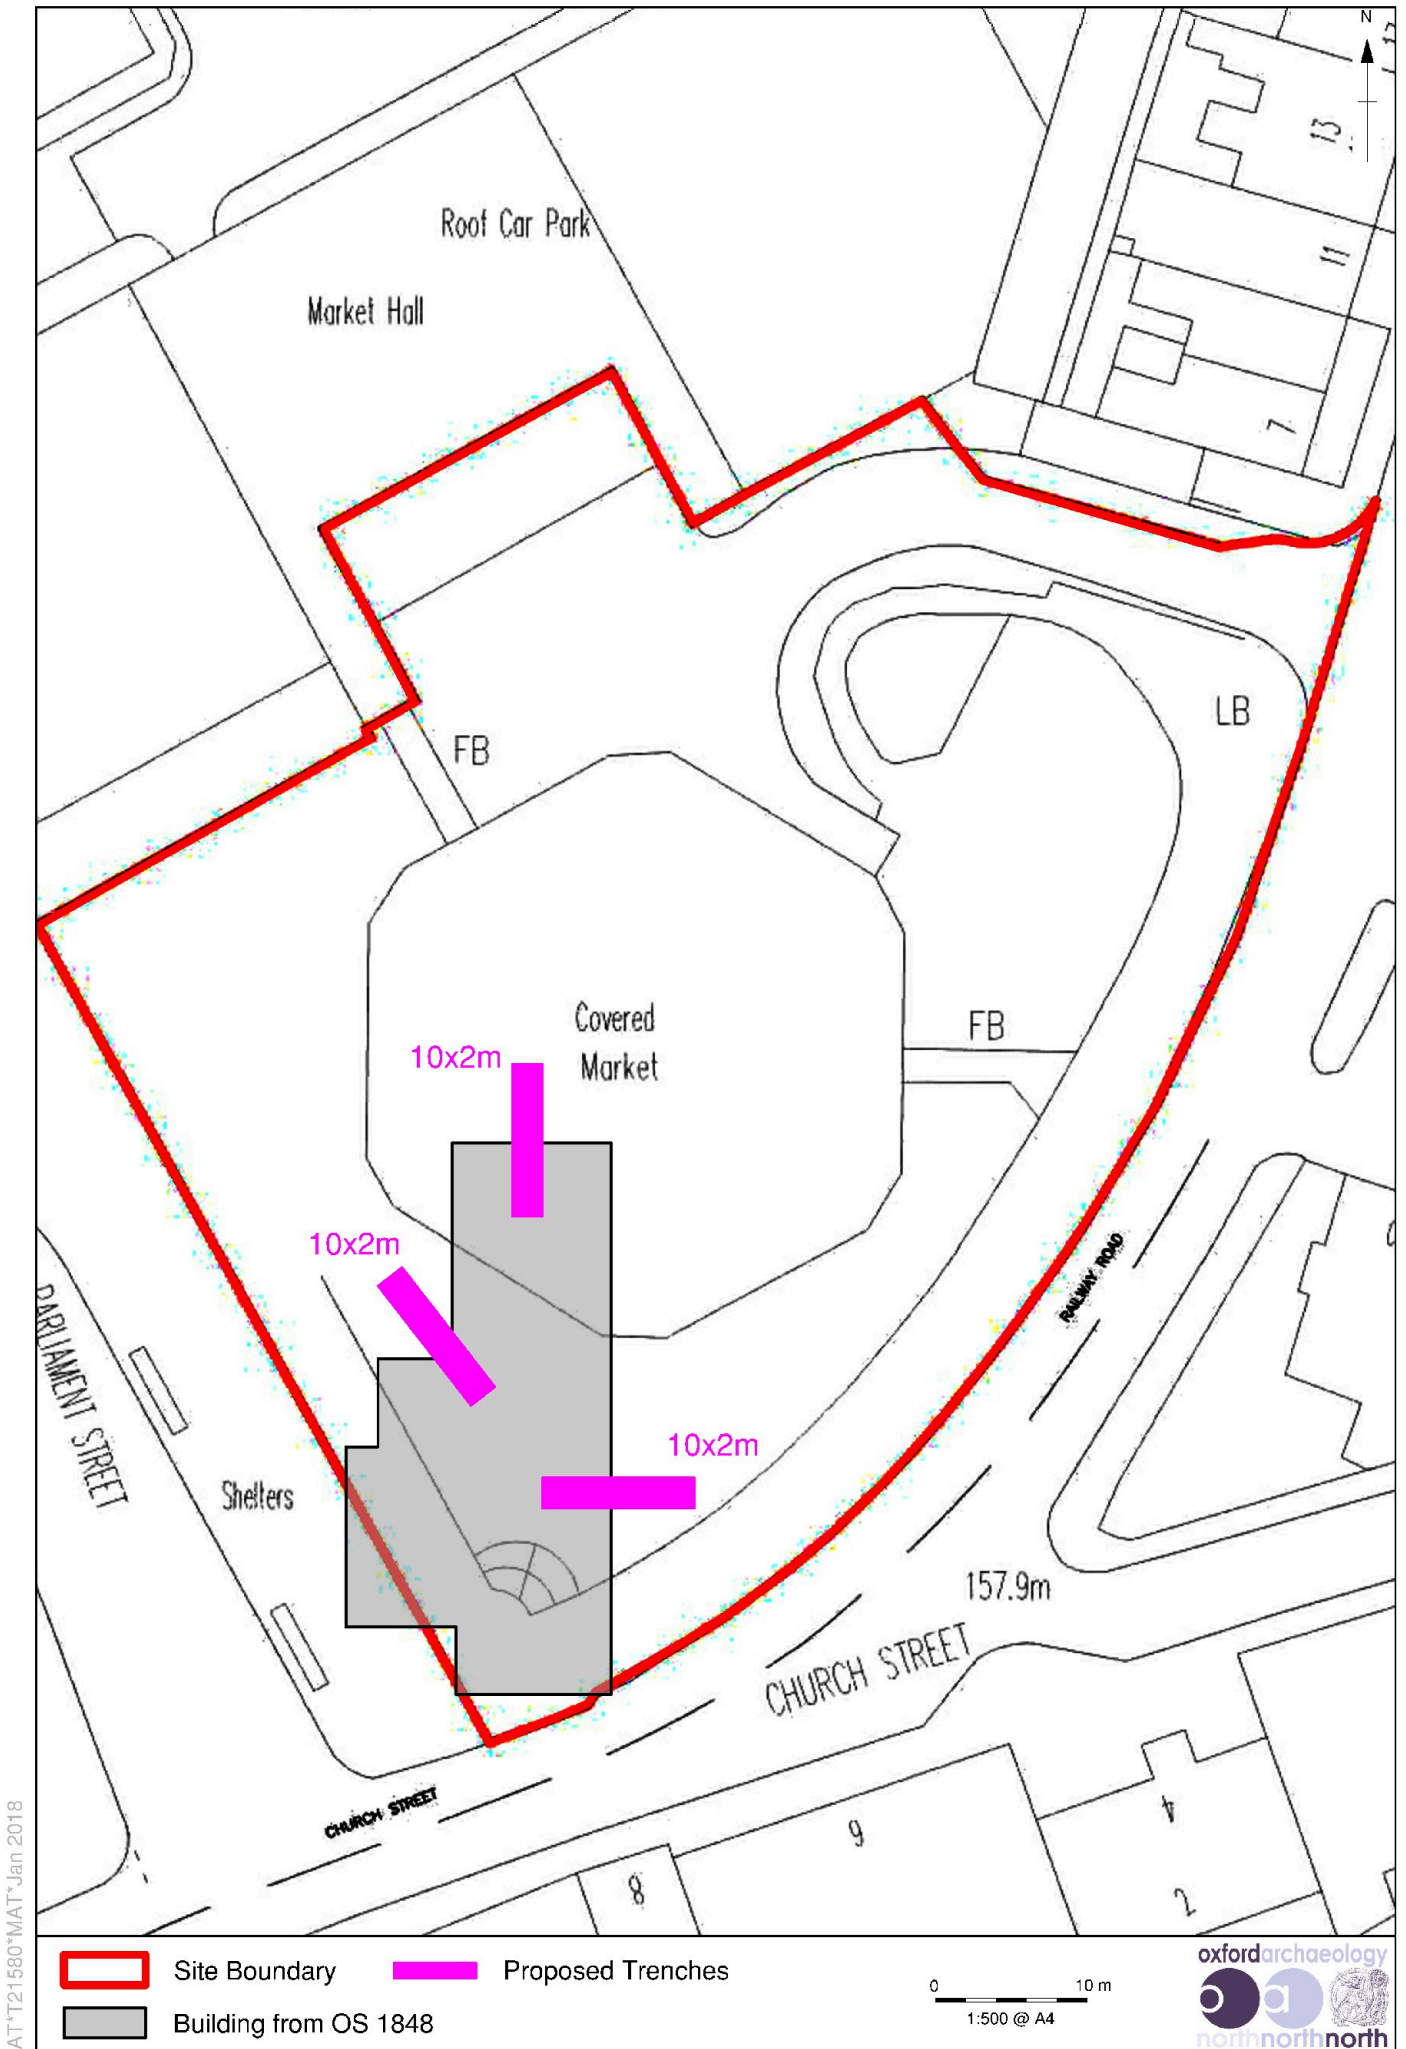 N
17
13
Roof Car Park
11
Market Hall
7
LB
FB
Covered
Market
FB
10x2m
10x2m
RAILWAY ROAD
PARLIAMENT STREET
10x2m
Shelters
157.9m
CHURCH STREET
CHURCH STREET
9
4
8
2
AT*T21580*MAT*Jan 2018
Site Boundary
Proposed Trenches
Building from OS 1848
0 10 m
1:500 @ A4
oxfordarchaeology
oa
northnorthnorth